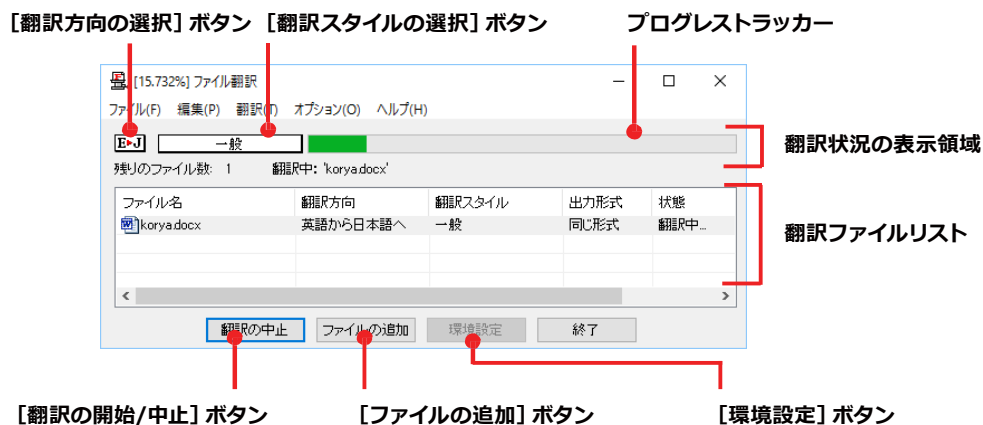 [翻訳方向の選択] ボタン [翻訳スタイルの選択] ボタン プログレストラッカー
[15.732%] ファイル翻訳
ファイル(F) 編集(P) 翻訳(T) オプション(O) ヘルプ(H)
E▸J 一般
翻訳状況の表示領域
残りのファイル数: 1 翻訳中: 'korya.docx'
ファイル名 翻訳方向 翻訳スタイル 出力形式 状態
korya.docx 英語から日本語へ 一般 同じ形式 翻訳中...
翻訳ファイルリスト
翻訳の中止 ファイルの追加 環境設定 終了
[翻訳の開始/中止] ボタン [ファイルの追加] ボタン [環境設定] ボタン